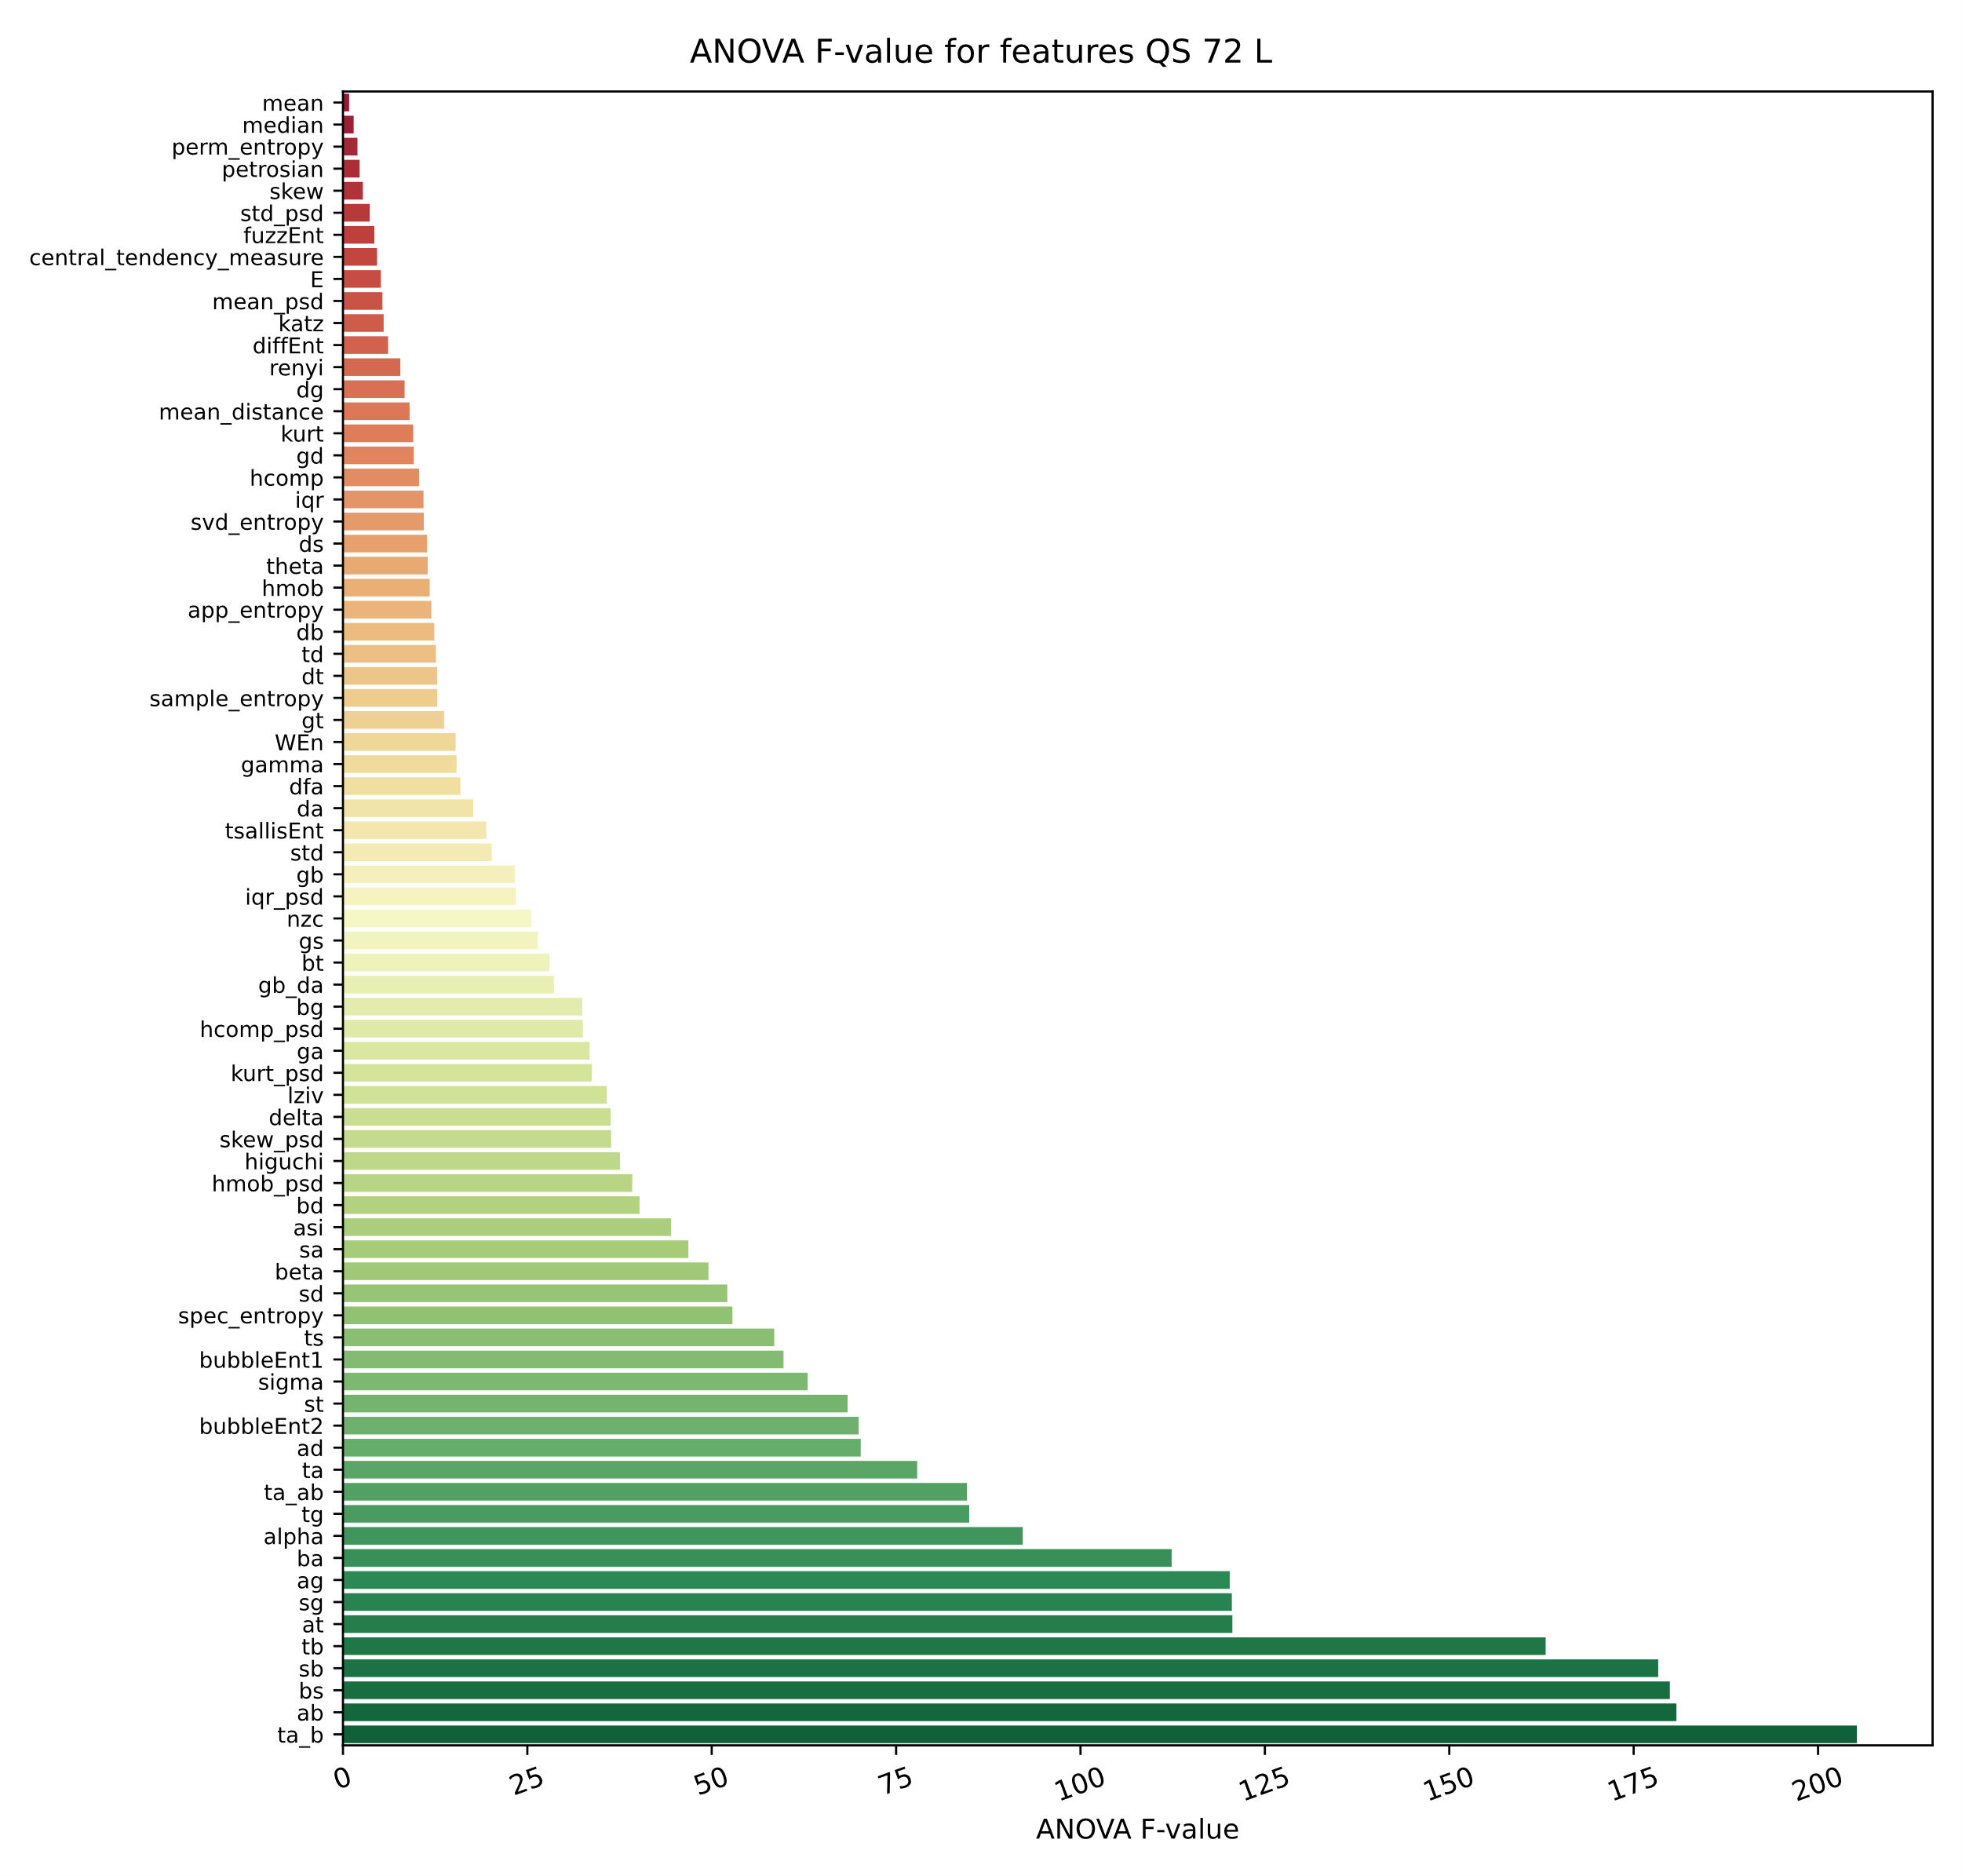 ANOVA F-value for features QS 72 L
mean
median
perm_entropy
petrosian
skew
std_psd
fuzzEnt
central_tendency_measure
E
mean_psd
katz
diffEnt
renyi
dg
mean_distance
kurt
gd
hcomp
iqr
svd_entropy
ds
theta
hmob
app_entropy
db
td
dt
sample_entropy
gt
WEn
gamma
dfa
da
tsallisEnt
std
gb
iqr_psd
nzc
gs
bt
gb_da
bg
hcomp_psd
ga
kurt_psd
lziv
delta
skew_psd
higuchi
hmob_psd
bd
asi
sa
beta
sd
spec_entropy
ts
bubbleEnt1
sigma
st
bubbleEnt2
ad
ta
ta_ab
tg
alpha
ba
ag
sg
at
tb
sb
bs
ab
ta_b
0 25 50 75 100 125 150 175 200
ANOVA F-value